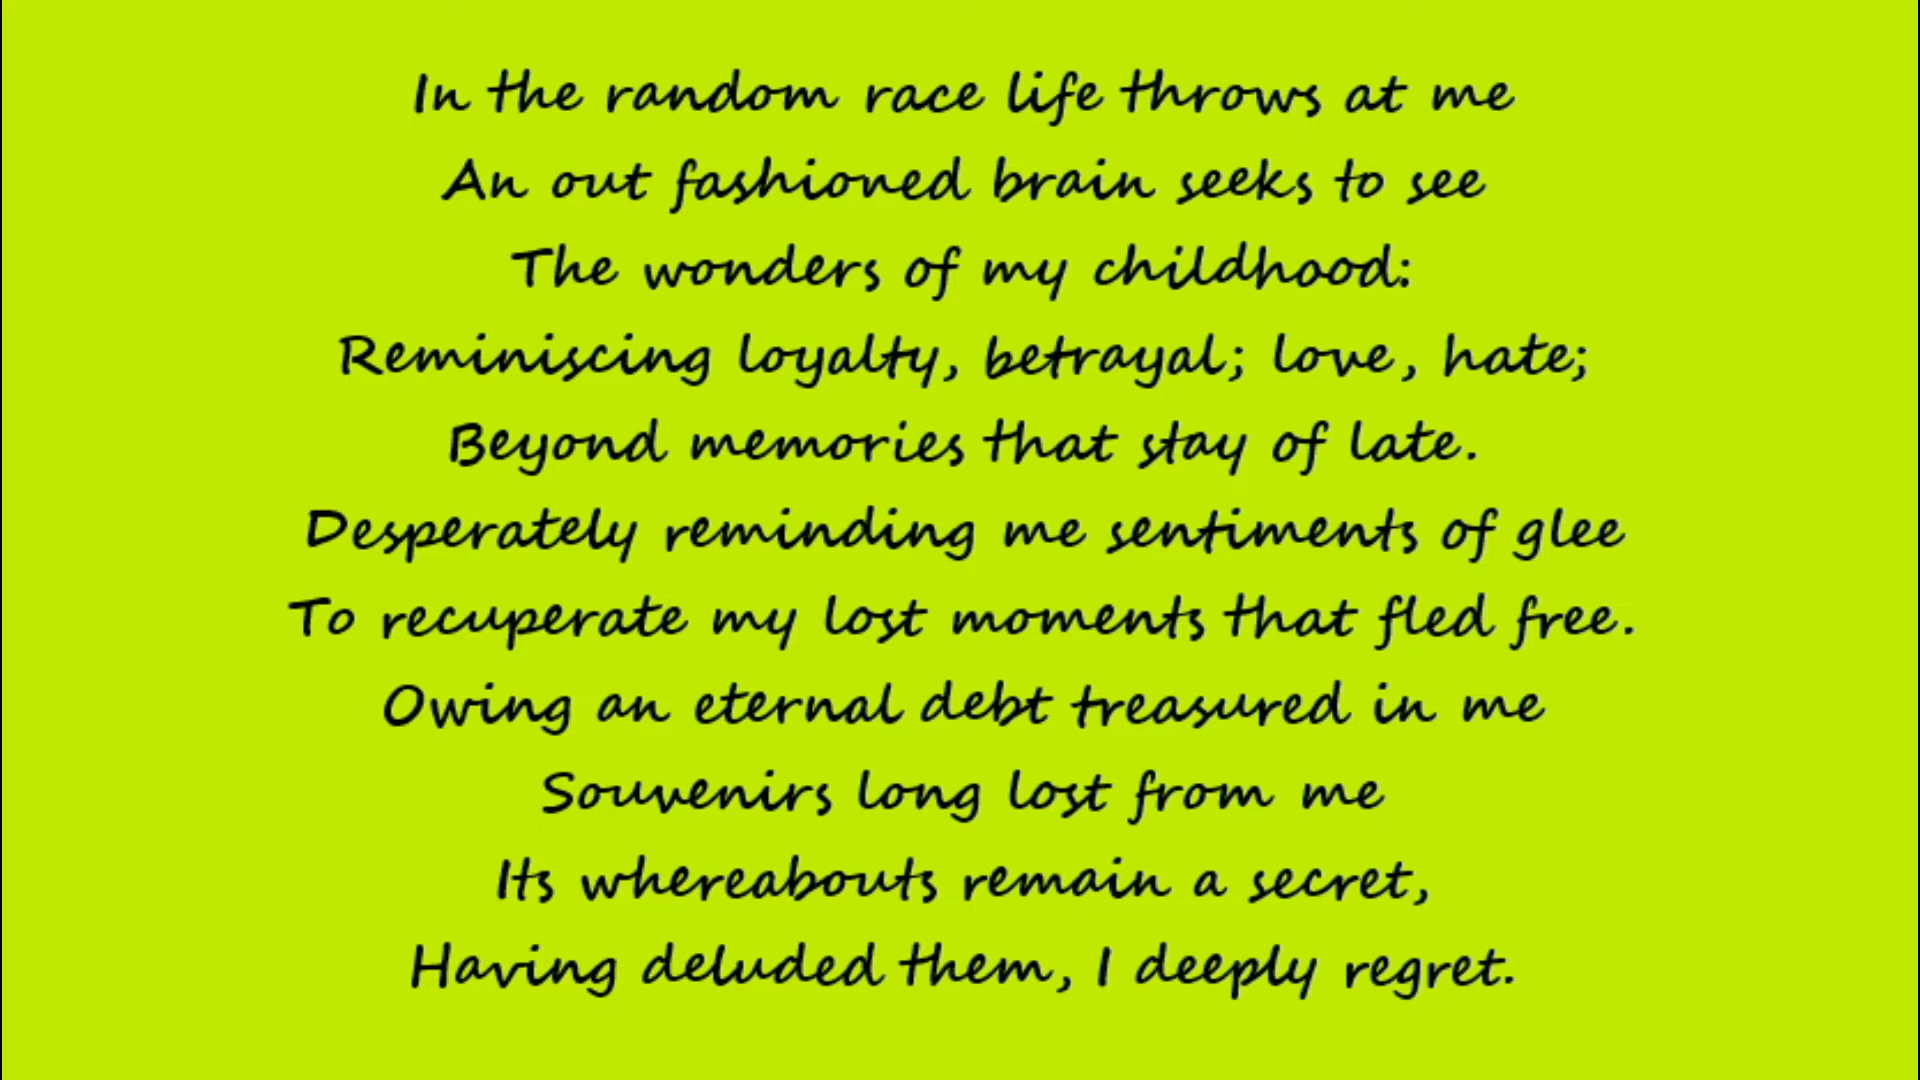 In the random race life throws at me
An out fashioned brain seeks to see
The wonders of my childhood:
Reminiscing loyalty, betrayal; love, hate;
Beyond memories that stay of late.
Desperately reminding me sentiments of glee
To recuperate my lost moments that fled free.
Owing an eternal debt treasured in me
Souvenirs long lost from me
Its whereabouts remain a secret,
Having deluded them, I deeply regret.